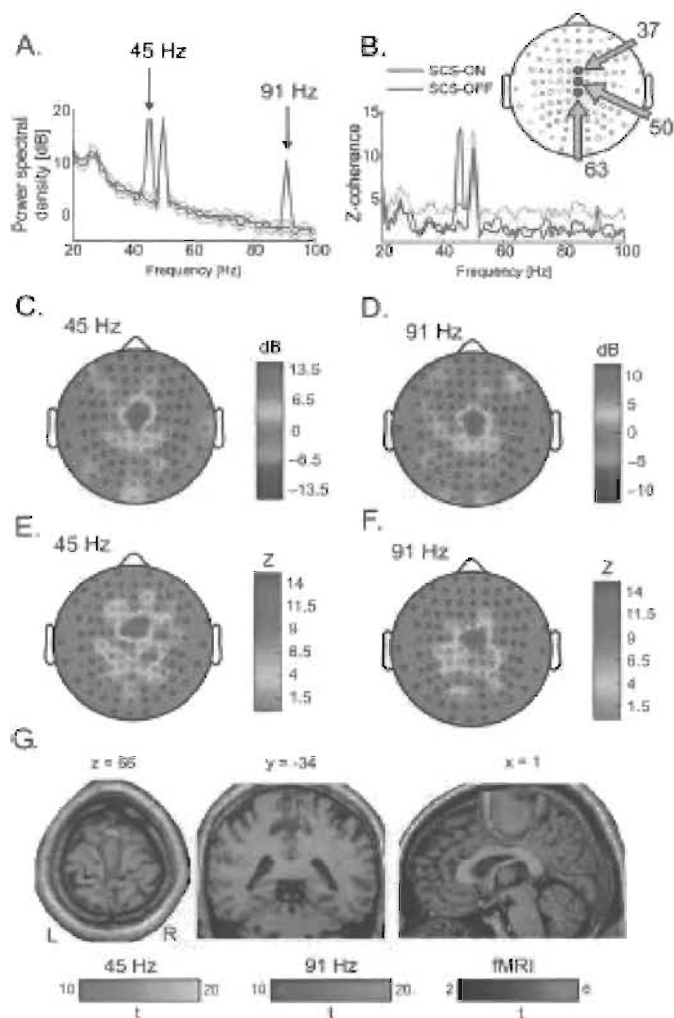 A.
45 Hz
91 Hz
Power spectral
density [dB]
20
10
0
20 40 60 80 100
Frequency [Hz]
B.
SCS-ON
SCS-OFF
37
50
63
Z-coherence
15
10
5
20 40 60 80 100
Frequency [Hz]
C.
45 Hz
dB
13.5
6.5
0
-6.5
-13.5
D.
91 Hz
dB
10
5
0
-5
-10
E.
45 Hz
Z
14
11.5
9
6.5
4
1.5
F.
91 Hz
Z
14
11.5
9
6.5
4
1.5
G.
z = 66
y = -34
x = 1
L
R
45 Hz
10 20
t
91 Hz
10 20
t
fMRI
2 6
t